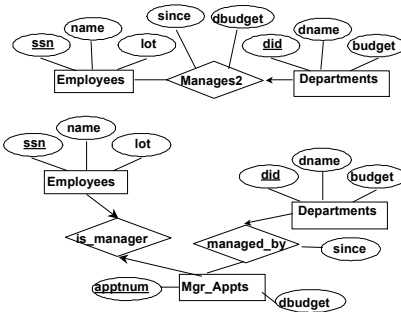 since
dbudget
name
dname
ssn
lot
did
budget
Employees
Manages2
Departments
name
ssn
lot
dname
did
budget
Employees
Departments
is_manager
managed_by
since
apptnum
Mgr_Appts
dbudget